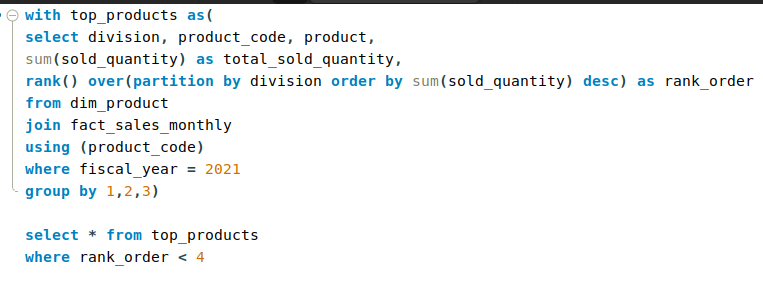 with top_products as(
select division, product_code, product,
sum(sold_quantity) as total_sold_quantity,
rank() over(partition by division order by sum(sold_quantity) desc) as rank_order
from dim_product
join fact_sales_monthly
using (product_code)
where fiscal_year = 2021
group by 1,2,3)
select * from top_products
where rank_order < 4